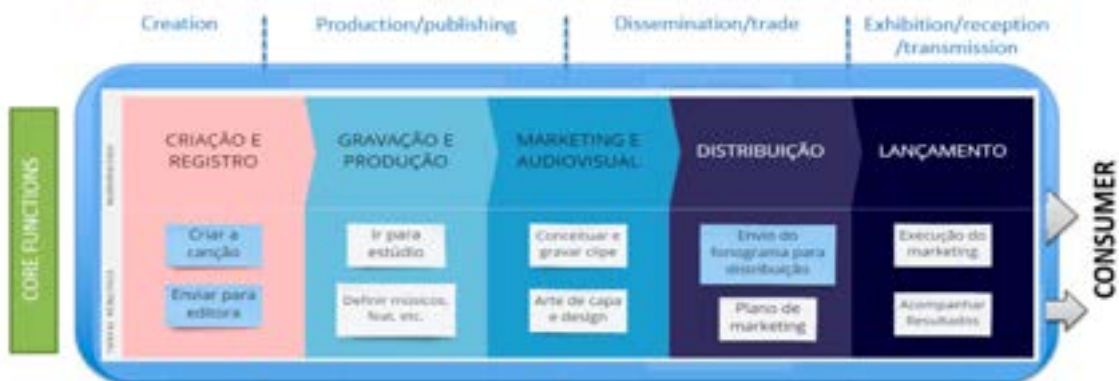 Creation
Production/publishing
Dissemination/trade
Exhibition/reception
/transmission
CORE FUNCTIONS
CRIAÇÃO E
REGISTRO
GRAVAÇÃO E
PRODUÇÃO
MARKETING E
AUDIOVISUAL
DISTRIBUIÇÃO
LANÇAMENTO
Criar a
canção
Ir para
estúdio
Conceituar e
gravar clipe
Envio do
fonograma para
distribuição
Execução do
marketing
Enviar para
editora
Definir músicos,
feat, etc.
Arte de capa
e design
Plano de
marketing
Acompanhar
Resultados
CONSUMER